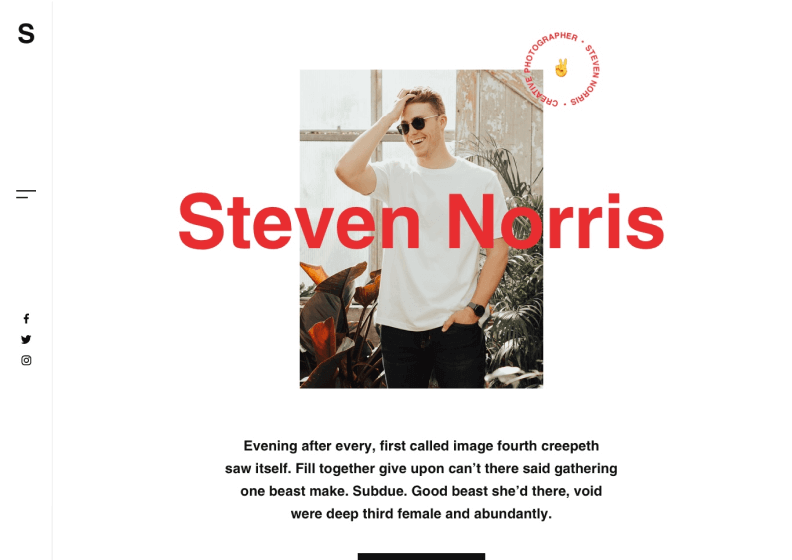 S
CREATIVE PHOTOGRAPHER • STEVEN NORRIS •
Steven Norris
Evening after every, first called image fourth creepeth
saw itself. Fill together give upon can’t there said gathering
one beast make. Subdue. Good beast she’d there, void
were deep third female and abundantly.